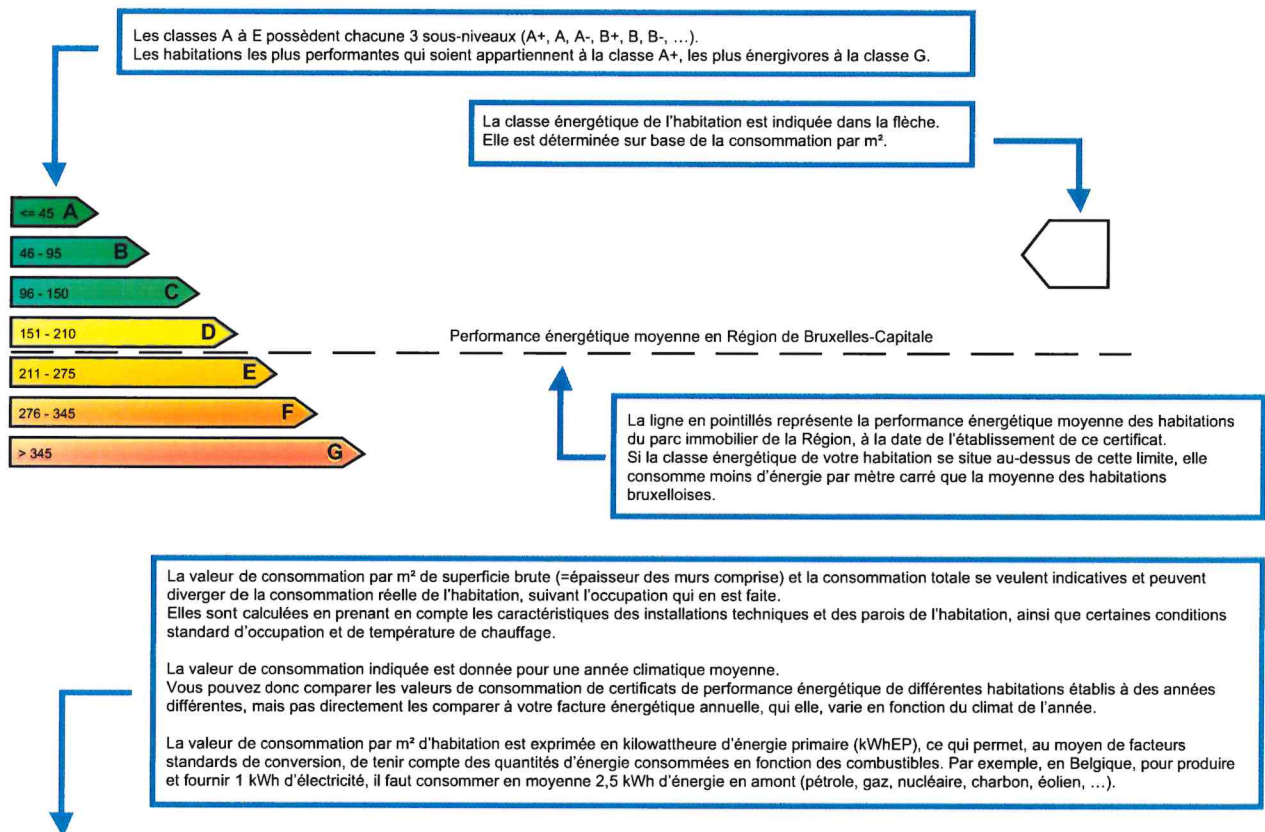 Les classes A à E possèdent chacune 3 sous-niveaux (A+, A, A-, B+, B, B-, …).
Les habitations les plus performantes qui soient appartiennent à la classe A+, les plus énergivores à la classe G.
La classe énergétique de l'habitation est indiquée dans la flèche.
Elle est déterminée sur base de la consommation par m².
<= 45 A
46 - 95 B
96 - 150 C
151 - 210 D
Performance énergétique moyenne en Région de Bruxelles-Capitale
211 - 275 E
276 - 345 F
> 345 G
La ligne en pointillés représente la performance énergétique moyenne des habitations
du parc immobilier de la Région, à la date de l'établissement de ce certificat.
Si la classe énergétique de votre habitation se situe au-dessus de cette limite, elle
consomme moins d'énergie par mètre carré que la moyenne des habitations
bruxelloises.
La valeur de consommation par m² de superficie brute (=épaisseur des murs comprise) et la consommation totale se veulent indicatives et peuvent
diverger de la consommation réelle de l'habitation, suivant l'occupation qui en est faite.
Elles sont calculées en prenant en compte les caractéristiques des installations techniques et des parois de l'habitation, ainsi que certaines conditions
standard d'occupation et de température de chauffage.
La valeur de consommation indiquée est donnée pour une année climatique moyenne.
Vous pouvez donc comparer les valeurs de consommation de certificats de performance énergétique de différentes habitations établis à des années
différentes, mais pas directement les comparer à votre facture énergétique annuelle, qui elle, varie en fonction du climat de l'année.
La valeur de consommation par m² d'habitation est exprimée en kilowattheure d'énergie primaire (kWhEP), ce qui permet, au moyen de facteurs
standards de conversion, de tenir compte des quantités d'énergie consommées en fonction des combustibles. Par exemple, en Belgique, pour produire
et fournir 1 kWh d'électricité, il faut consommer en moyenne 2,5 kWh d'énergie en amont (pétrole, gaz, nucléaire, charbon, éolien, …).